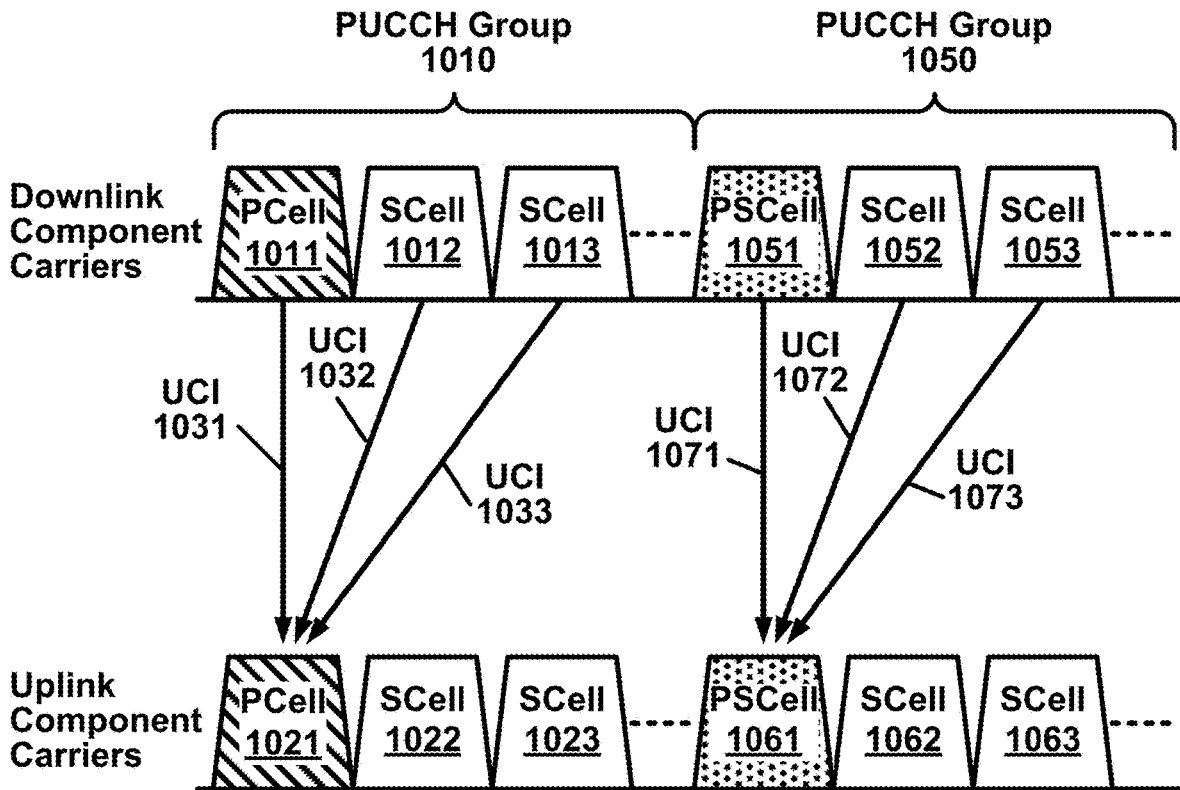 PUCCH Group
1010
PUCCH Group
1050
Downlink
Component
Carriers
PCell
1011
SCell
1012
SCell
1013
PSCell
1051
SCell
1052
SCell
1053
UCI
1031
UCI
1032
UCI
1033
UCI
1071
UCI
1072
UCI
1073
Uplink
Component
Carriers
PCell
1021
SCell
1022
SCell
1023
PSCell
1061
SCell
1062
SCell
1063